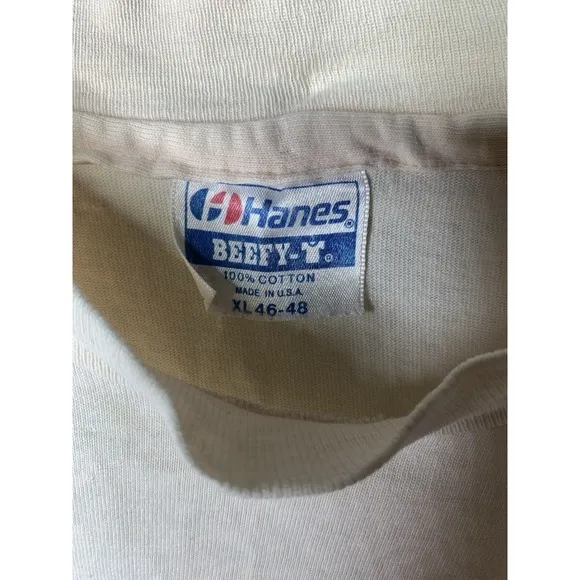 Hanes®
BEEFY-T®
100% COTTON
MADE IN U.S.A.
XL 46-48